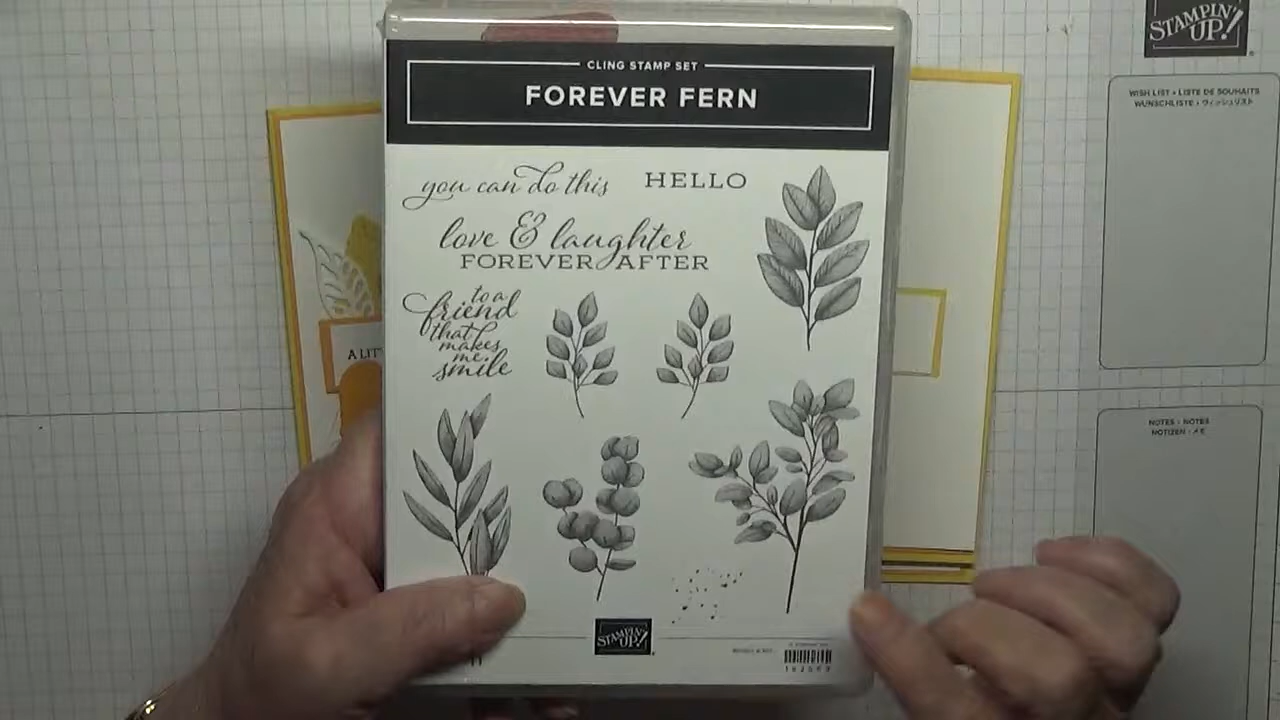 CLING STAMP SET
FOREVER FERN
you can do this
HELLO
love & laughter
FOREVER AFTER
to a
friend
that
makes
me
smile
A LIT
STAMPIN' UP!
STAMPIN' UP!
WISH LIST • LISTE DE SOUHAITS
WUNSCHLISTE • ウィッシュリスト
NOTES • NOTES
NOTIZEN • メモ